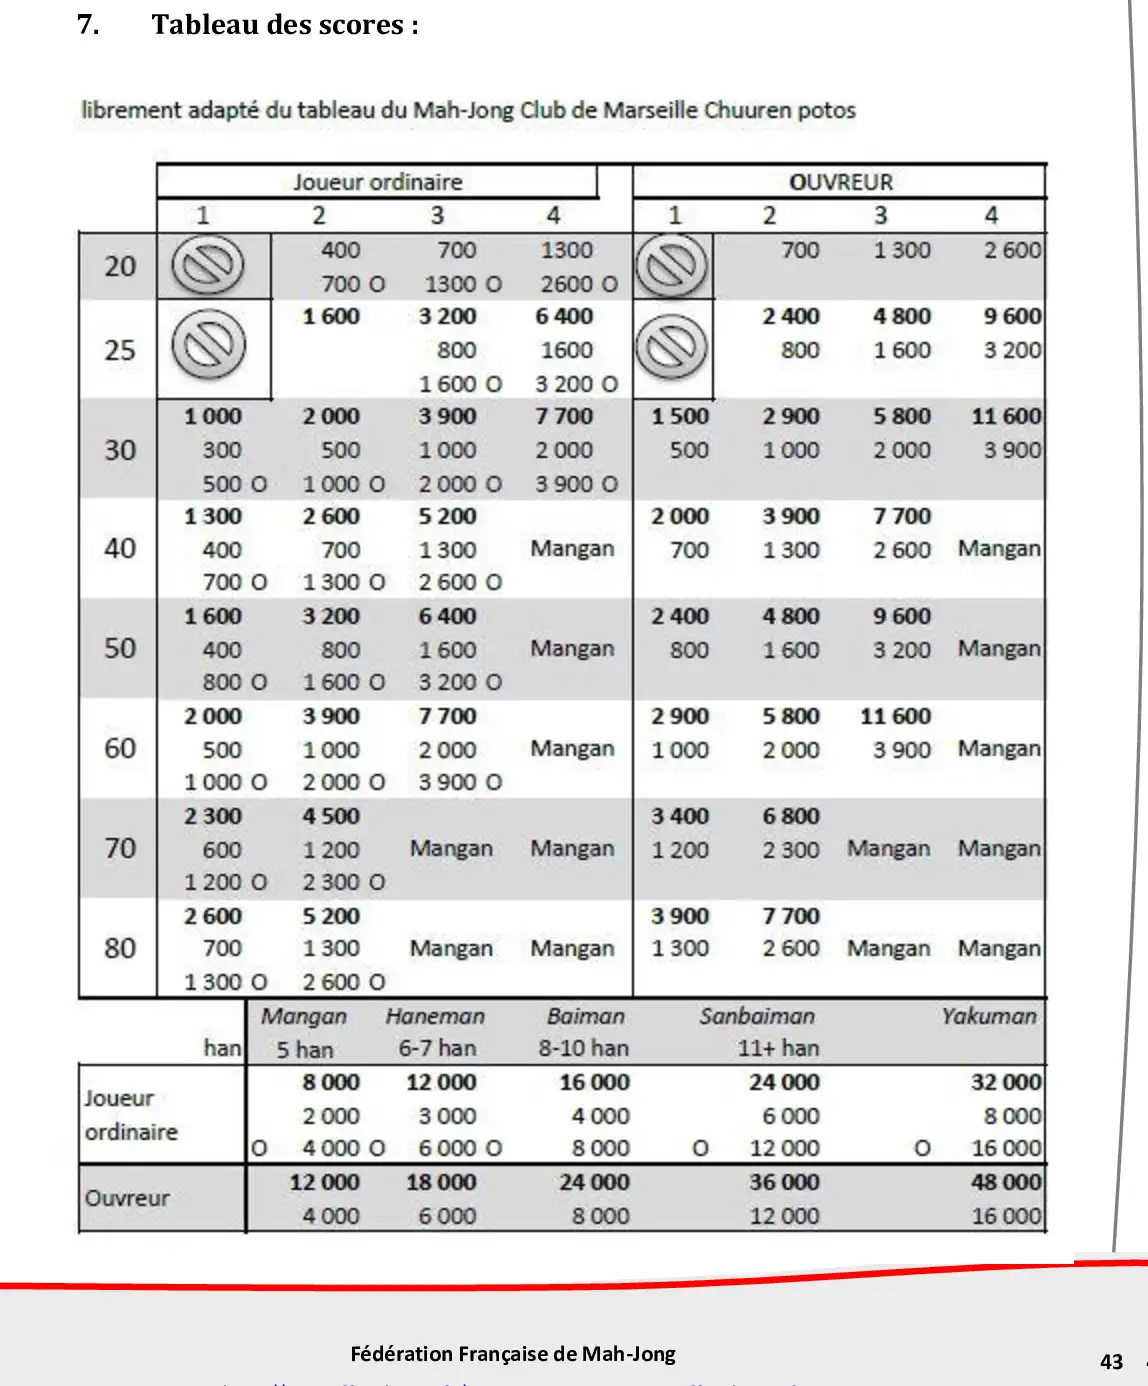 7. Tableau des scores :
librement adapté du tableau du Mah-Jong Club de Marseille Chuuren potos
Joueur ordinaire OUVREUR
1 2 3 4 1 2 3 4
20 400 700 1300 700 1 300 2 600
700 O 1300 O 2600 O
1 600 3 200 6 400 2 400 4 800 9 600
25 800 1600 800 1 600 3 200
1 600 O 3 200 O
1 000 2 000 3 900 7 700 1 500 2 900 5 800 11 600
30 300 500 1 000 2 000 500 1 000 2 000 3 900
500 O 1 000 O 2 000 O 3 900 O
1 300 2 600 5 200 2 000 3 900 7 700
40 400 700 1 300 Mangan 700 1 300 2 600 Mangan
700 O 1 300 O 2 600 O
1 600 3 200 6 400 2 400 4 800 9 600
50 400 800 1 600 Mangan 800 1 600 3 200 Mangan
800 O 1 600 O 3 200 O
2 000 3 900 7 700 2 900 5 800 11 600
60 500 1 000 2 000 Mangan 1 000 2 000 3 900 Mangan
1 000 O 2 000 O 3 900 O
2 300 4 500 3 400 6 800
70 600 1 200 Mangan Mangan 1 200 2 300 Mangan Mangan
1 200 O 2 300 O
2 600 5 200 3 900 7 700
80 700 1 300 Mangan Mangan 1 300 2 600 Mangan Mangan
1 300 O 2 600 O
Mangan Haneman Baiman Sanbaiman Yakuman
han 5 han 6-7 han 8-10 han 11+ han
8 000 12 000 16 000 24 000 32 000
Joueur ordinaire 2 000 3 000 4 000 6 000 8 000
O 4 000 O 6 000 O 8 000 O 12 000 O 16 000
12 000 18 000 24 000 36 000 48 000
Ouvreur 4 000 6 000 8 000 12 000 16 000
Fédération Française de Mah-Jong
43